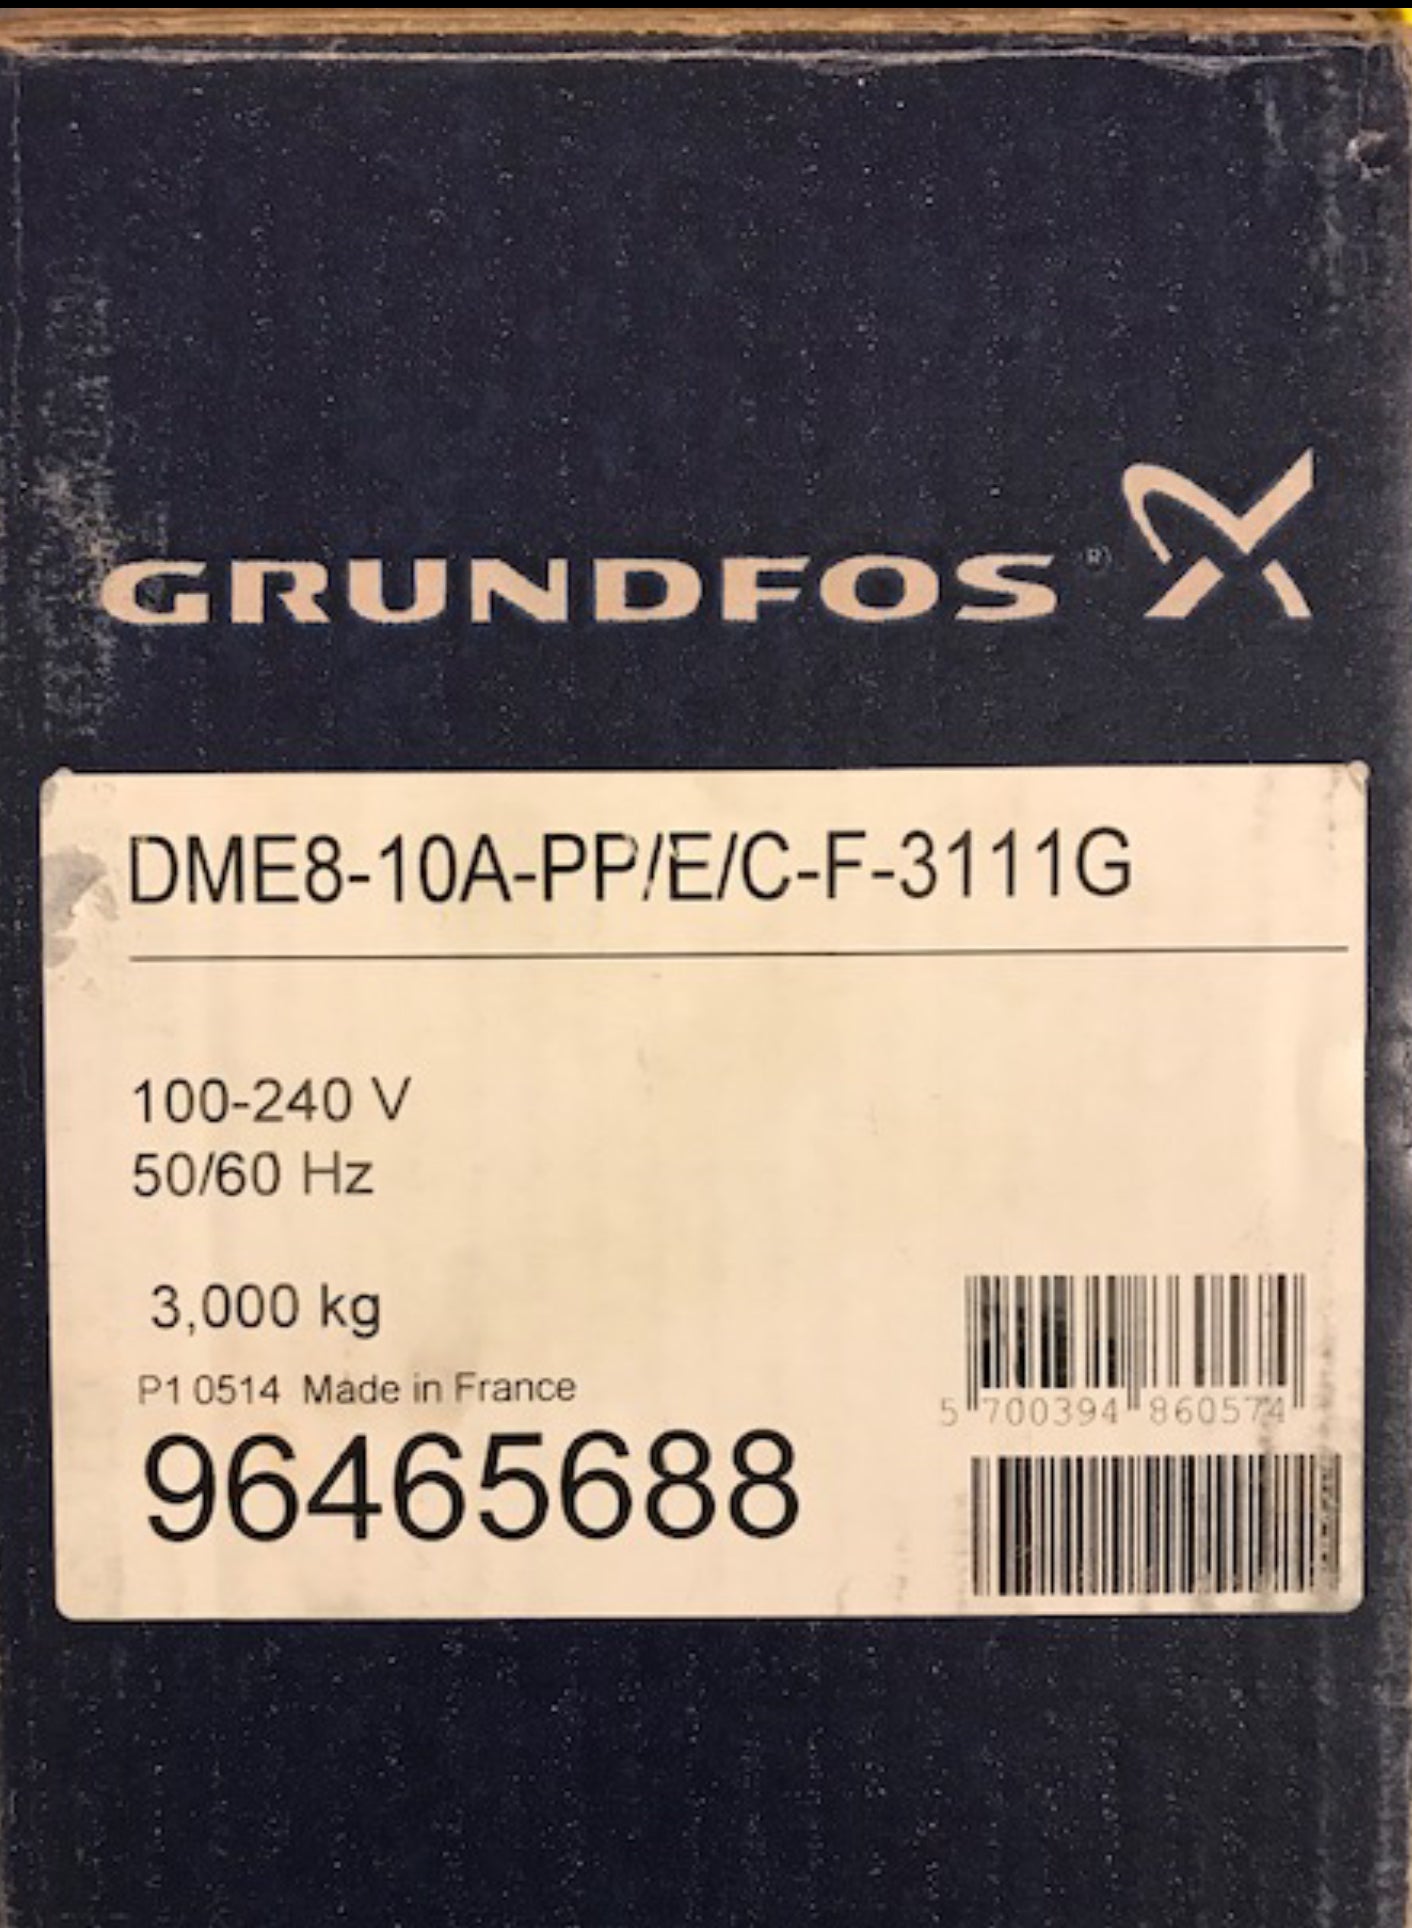 GRUNDFOS ®
DME8-10A-PP/E/C-F-3111G
100-240 V
50/60 Hz
3,000 kg
P1 0514 Made in France
96465688
5 700394 860574